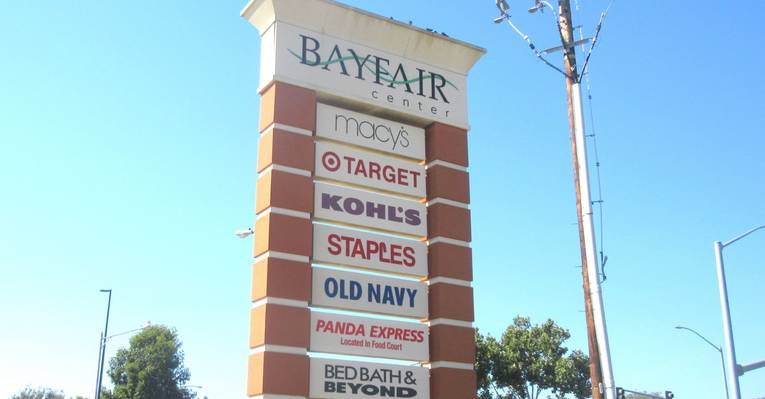 BAYFAIR
center
macy's
TARGET
KOHL'S
STAPLES
OLD NAVY
PANDA EXPRESS
Located In Food Court
BED BATH &
BEYOND